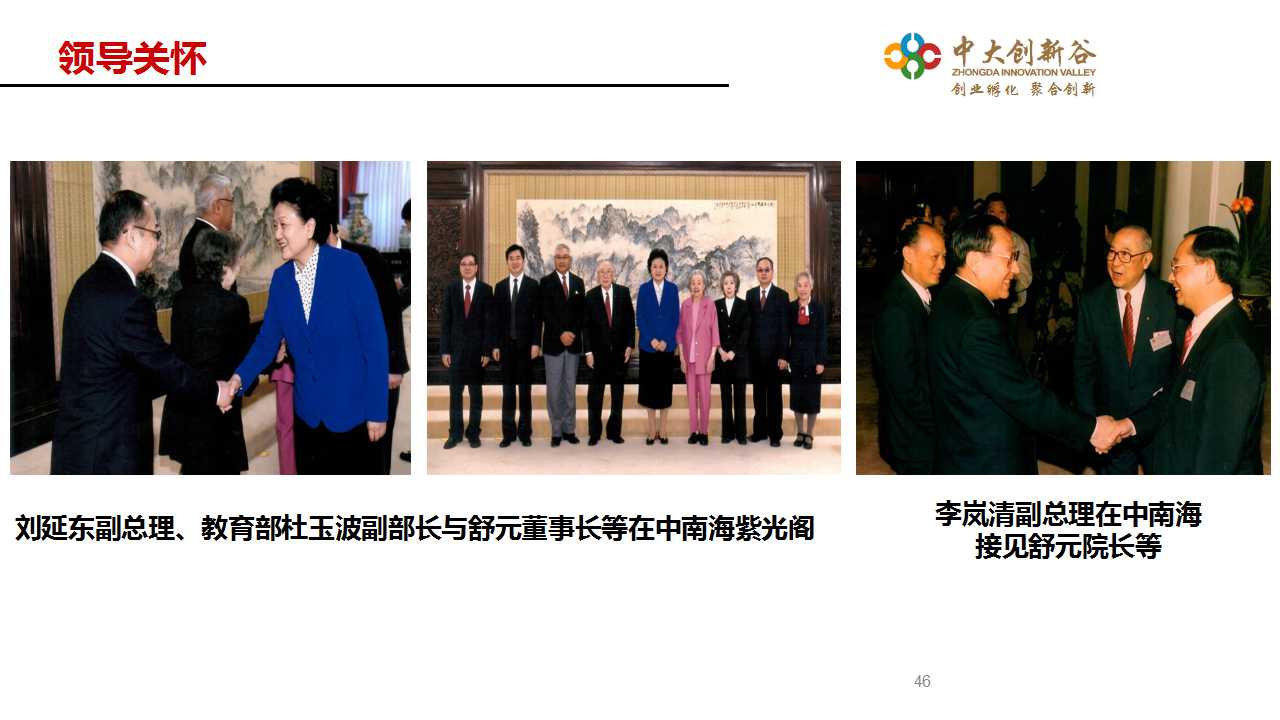 领导关怀
中大创新谷
ZHONGDA INNOVATION VALLEY
创业孵化 聚合创新
刘延东副总理、教育部杜玉波副部长与舒元董事长等在中南海紫光阁
李岚清副总理在中南海
接见舒元院长等
46